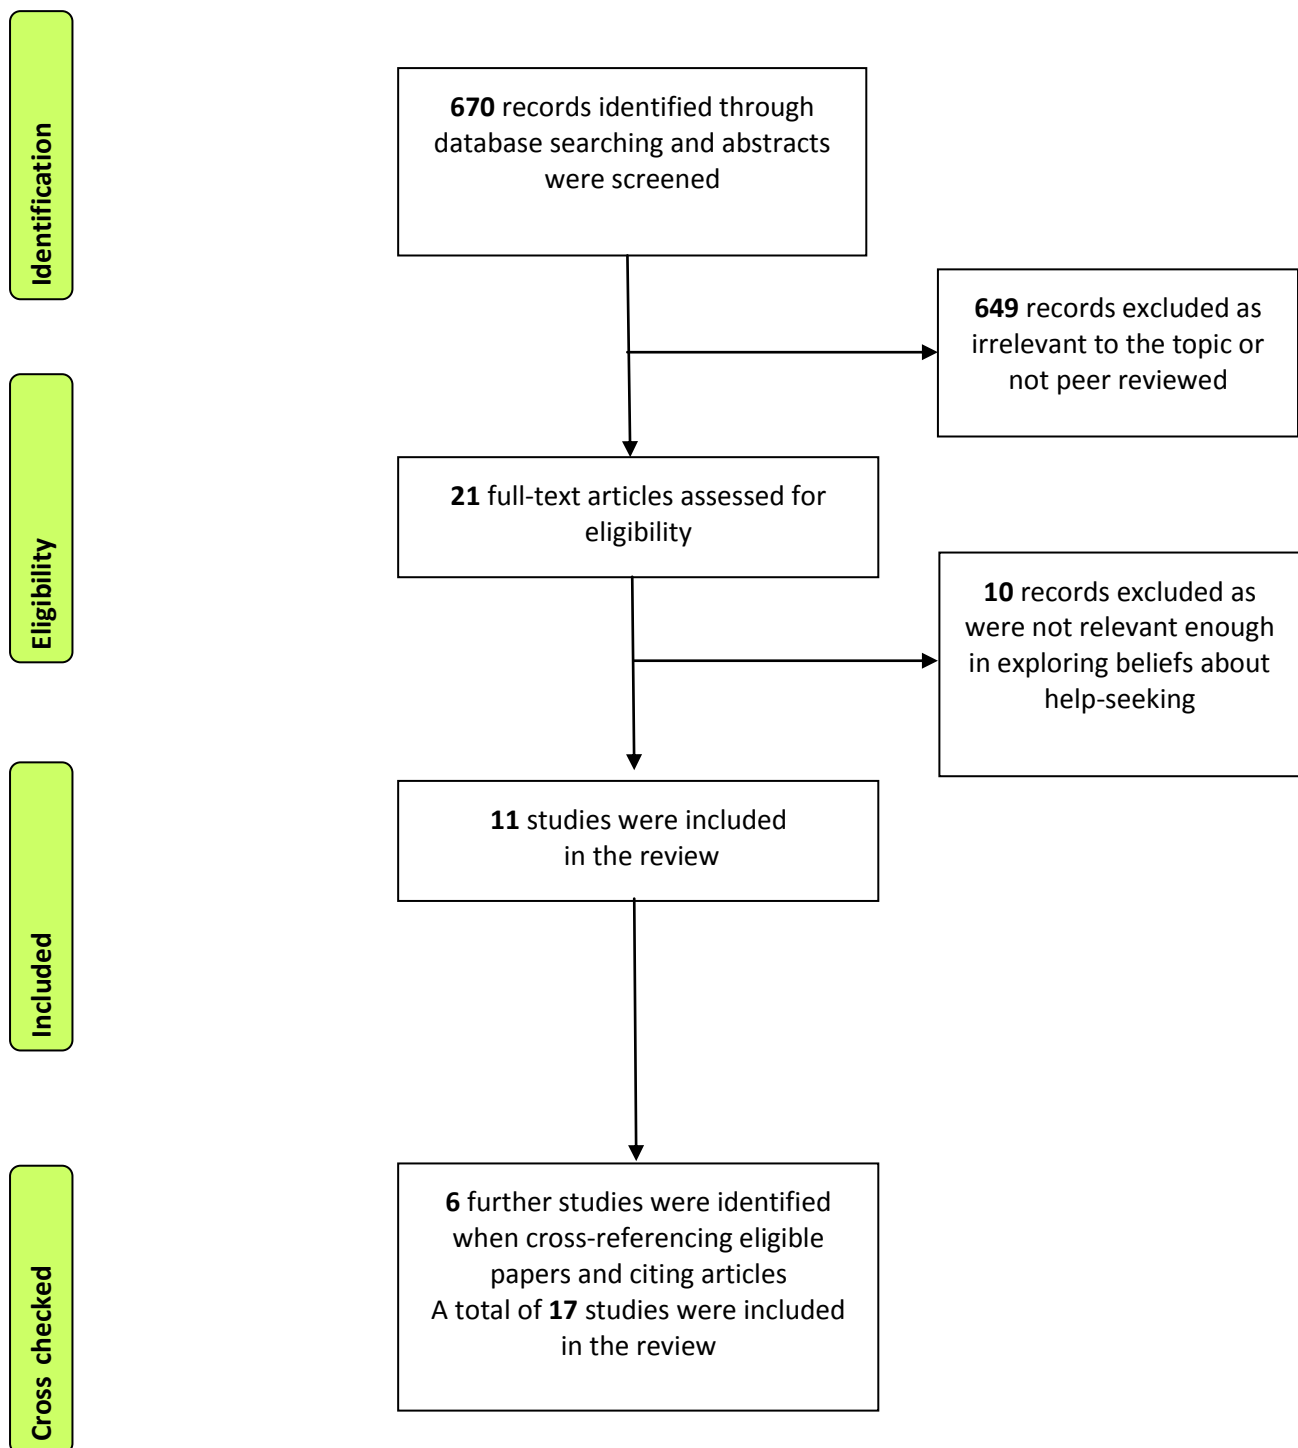 Identification
670 records identified through
database searching and abstracts
were screened
649 records excluded as
irrelevant to the topic or
not peer reviewed
Eligibility
21 full-text articles assessed for
eligibility
10 records excluded as
were not relevant enough
in exploring beliefs about
help-seeking
Included
11 studies were included
in the review
Cross checked
6 further studies were identified
when cross-referencing eligible
papers and citing articles
A total of 17 studies were included
in the review